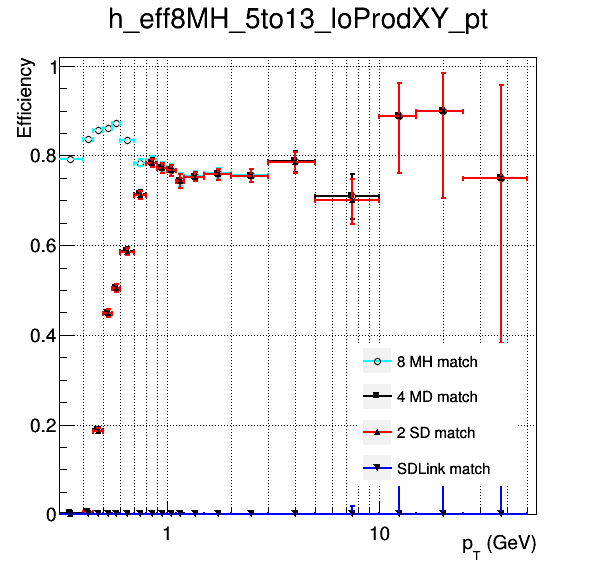 h_eff8MH_5to13_loProdXY_pt
Efficiency
1
0.8
0.6
0.4
0.2
0
8 MH match
4 MD match
2 SD match
SDLink match
1
10
p_T (GeV)